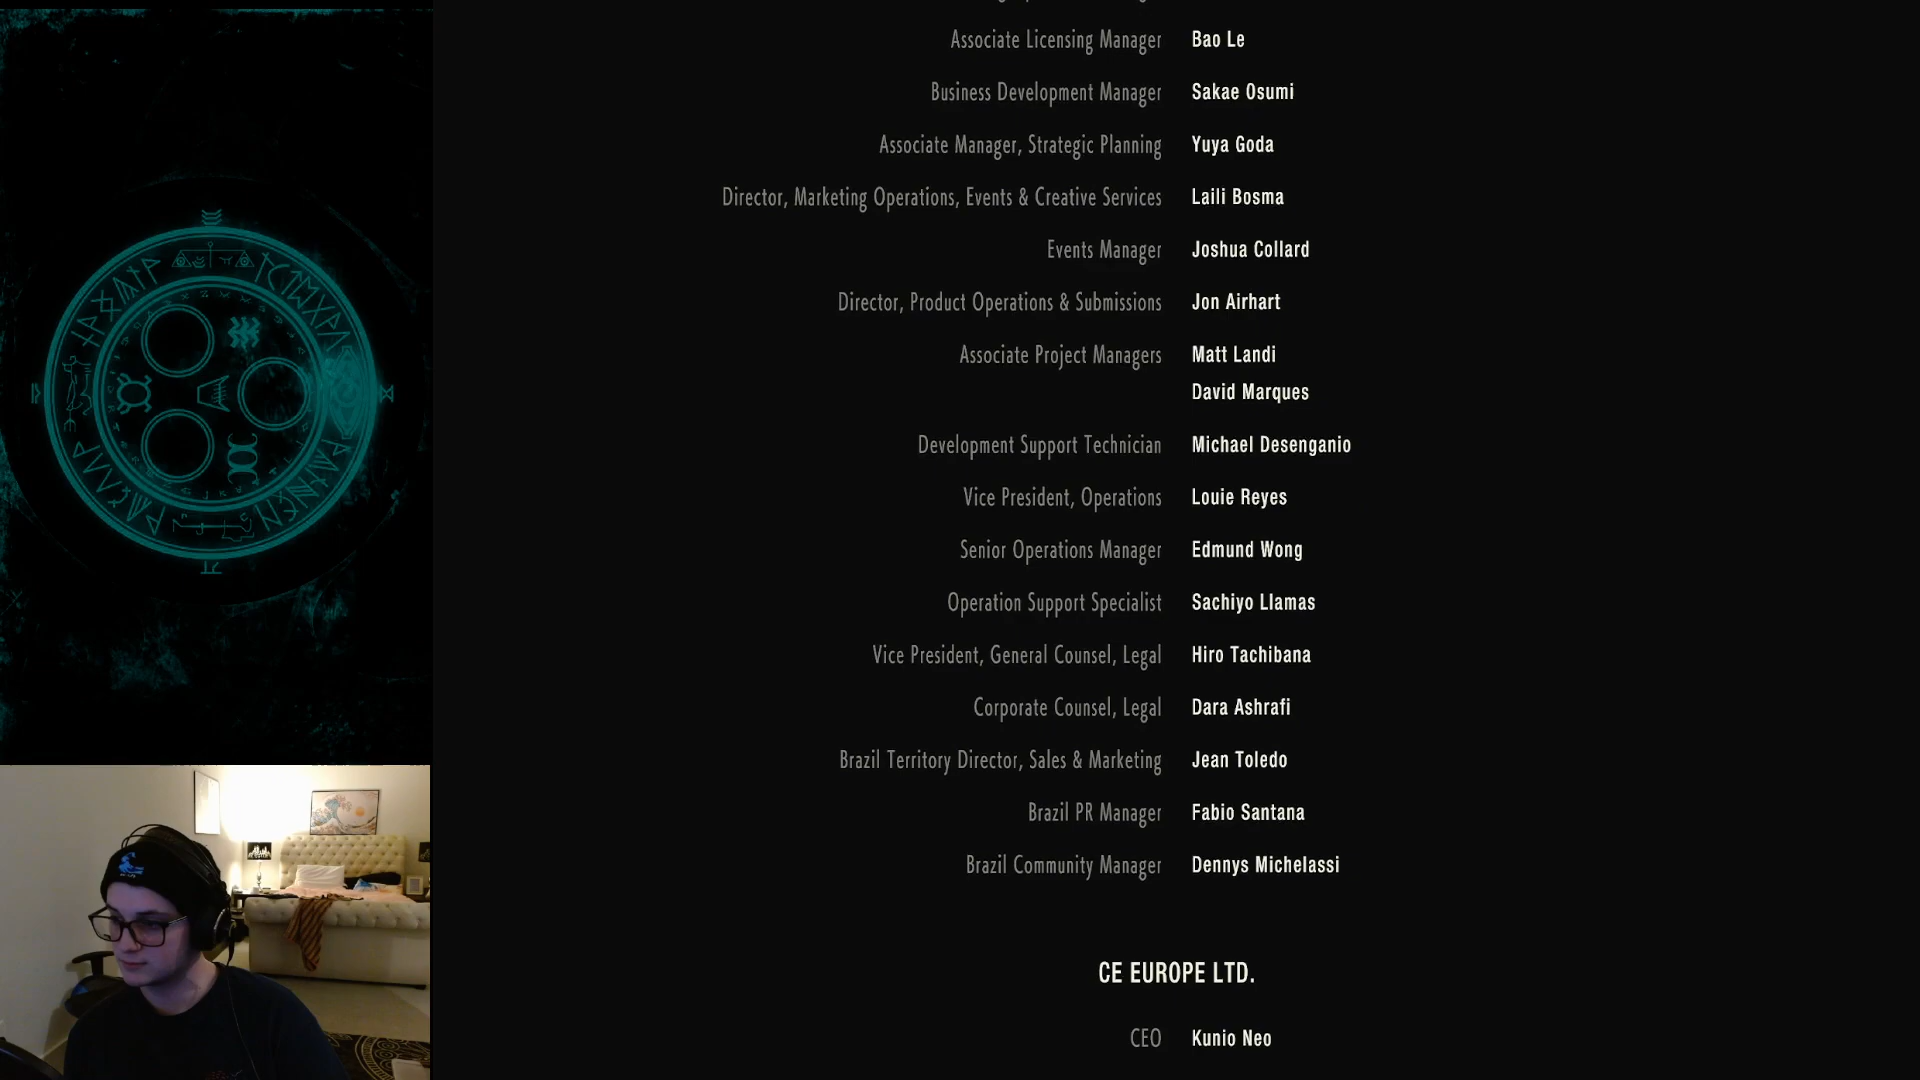 Associate Licensing Manager Bao Le
Business Development Manager Sakae Osumi
Associate Manager, Strategic Planning Yuya Goda
Director, Marketing Operations, Events & Creative Services Laili Bosma
Events Manager Joshua Collard
Director, Product Operations & Submissions Jon Airhart
Associate Project Managers Matt Landi
David Marques
Development Support Technician Michael Desenganio
Vice President, Operations Louie Reyes
Senior Operations Manager Edmund Wong
Operation Support Specialist Sachiyo Llamas
Vice President, General Counsel, Legal Hiro Tachibana
Corporate Counsel, Legal Dara Ashrafi
Brazil Territory Director, Sales & Marketing Jean Toledo
Brazil PR Manager Fabio Santana
Brazil Community Manager Dennys Michelassi
CE EUROPE LTD.
CEO Kunio Neo